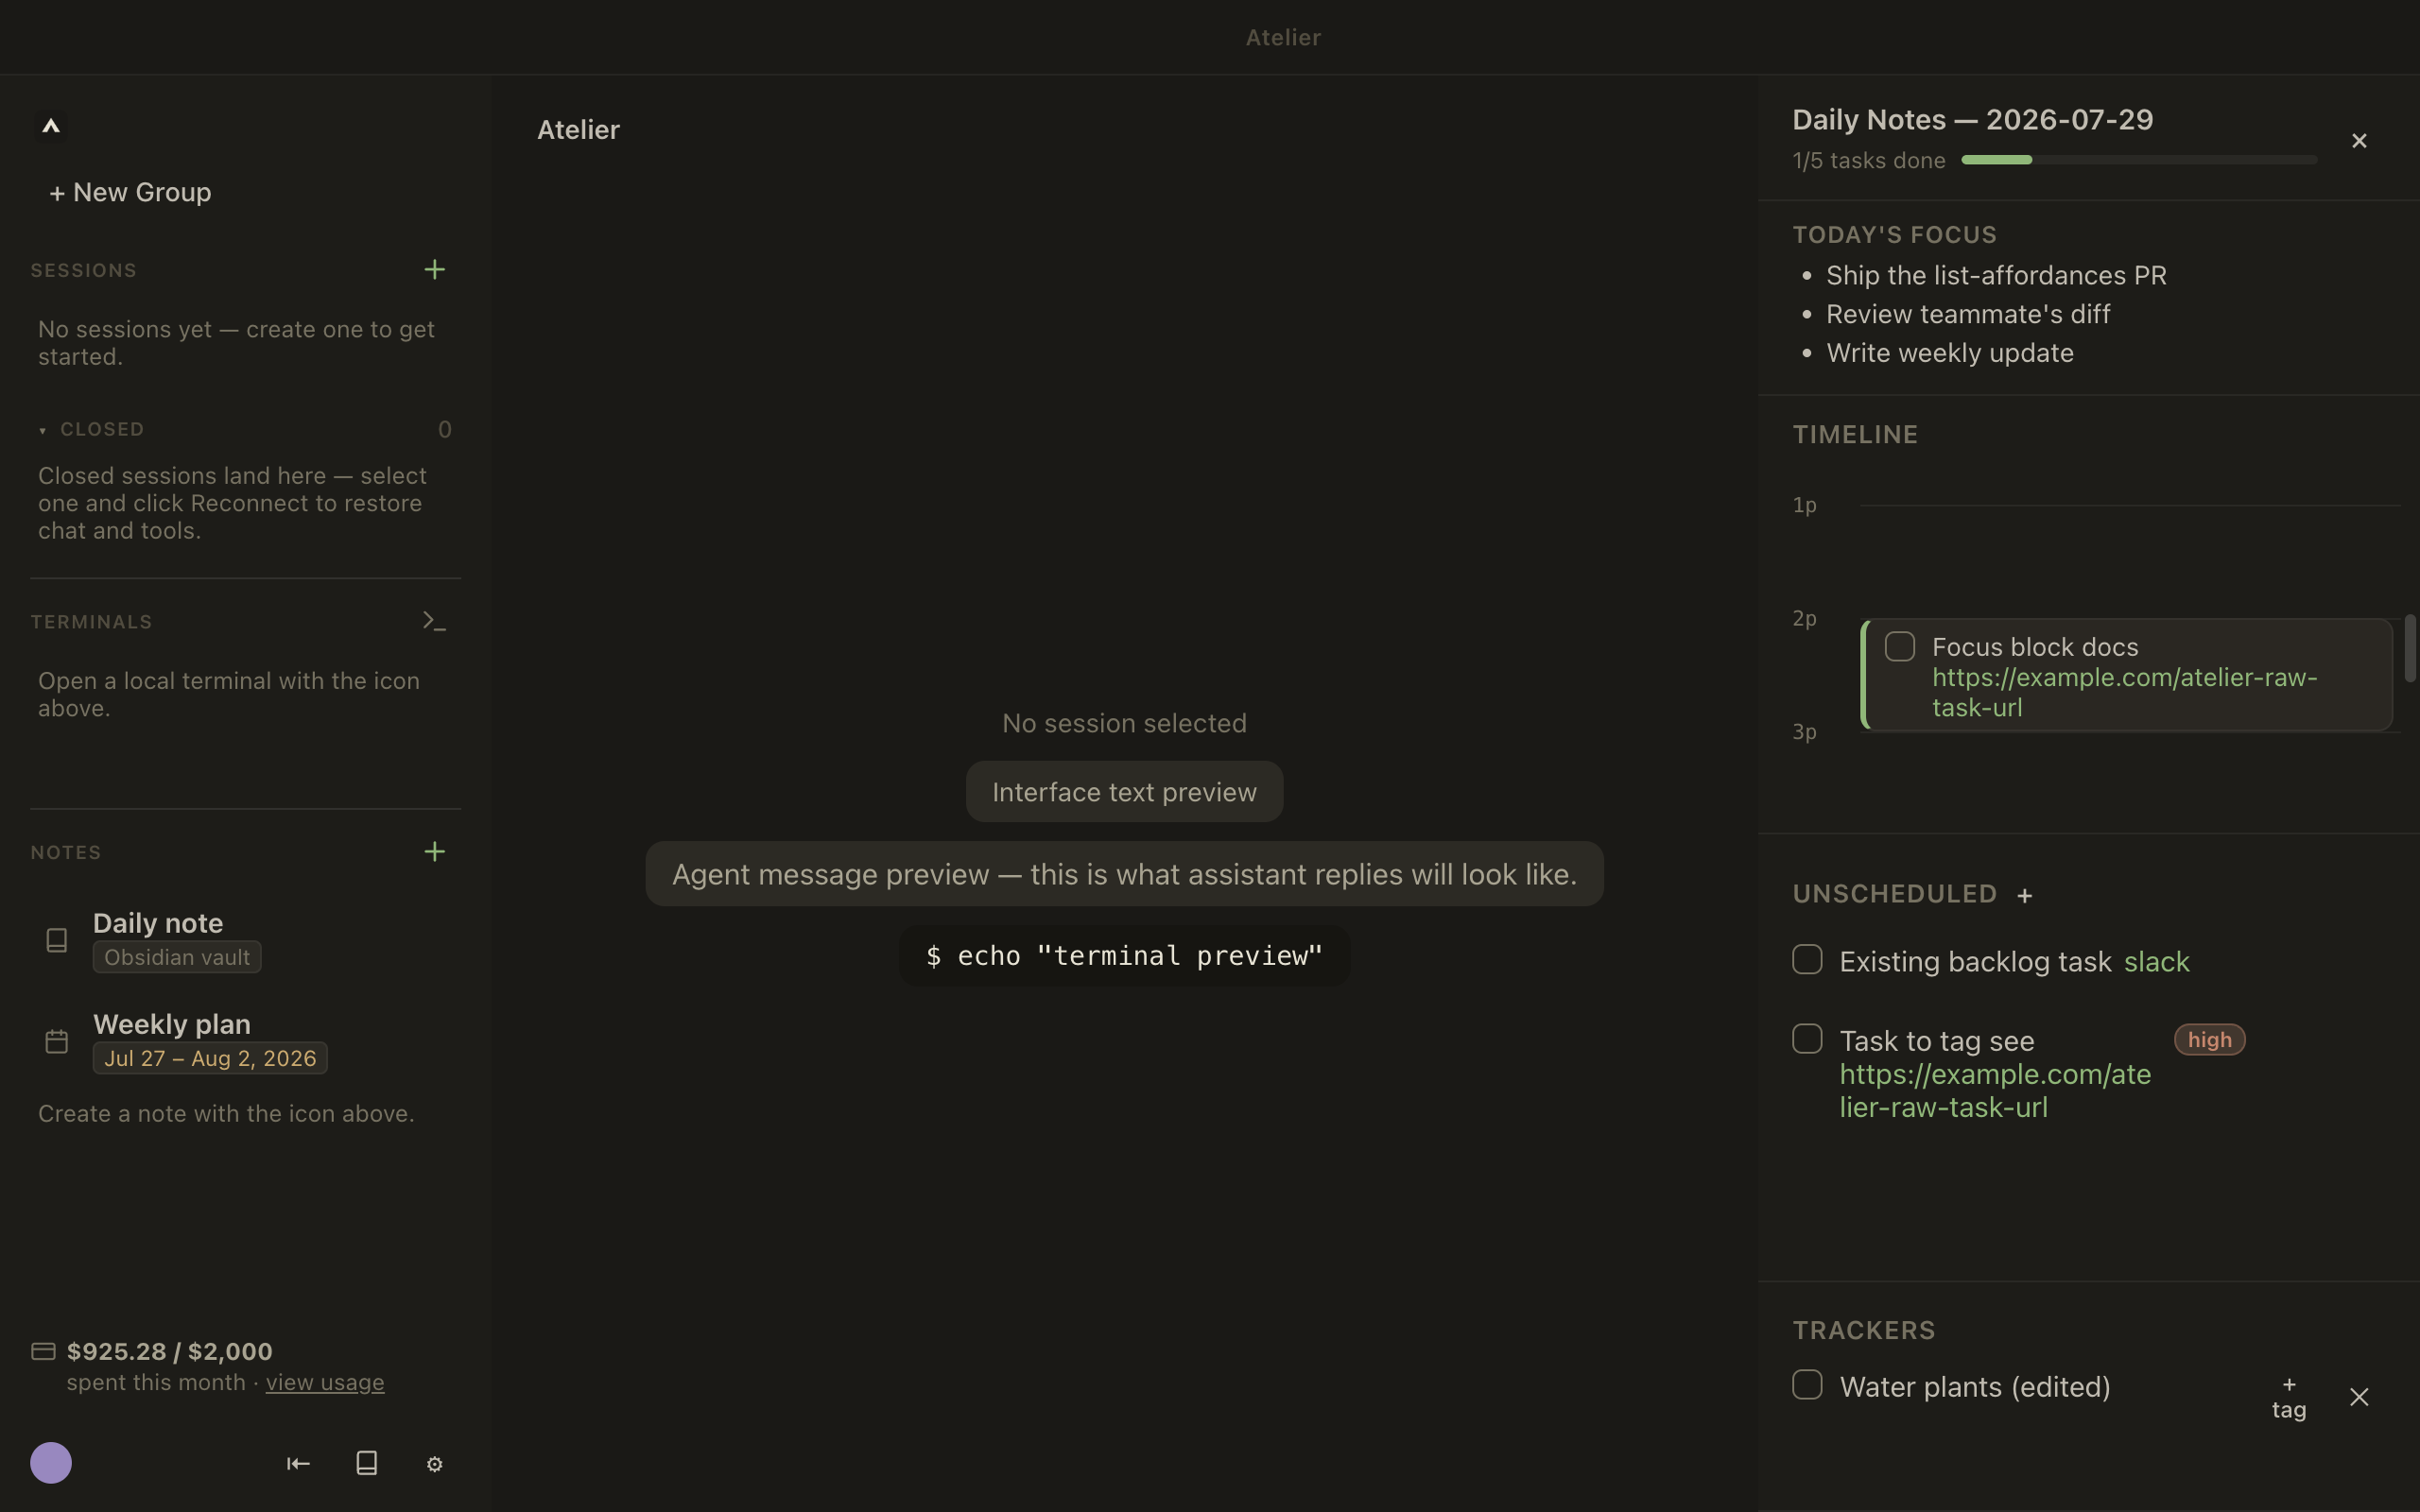 Atelier
+ New Group
SESSIONS
No sessions yet — create one to get
started.
CLOSED 0
Closed sessions land here — select
one and click Reconnect to restore
chat and tools.
TERMINALS
Open a local terminal with the icon
above.
NOTES
Daily note
Obsidian vault
Weekly plan
Jul 27 – Aug 2, 2026
Create a note with the icon above.
$925.28 / $2,000
spent this month · view usage
Atelier
No session selected
Interface text preview
Agent message preview — this is what assistant replies will look like.
$ echo "terminal preview"
Daily Notes — 2026-07-29
1/5 tasks done
TODAY'S FOCUS
• Ship the list-affordances PR
• Review teammate's diff
• Write weekly update
TIMELINE
1p
2p
Focus block docs
https://example.com/atelier-raw-
task-url
3p
UNSCHEDULED +
Existing backlog task slack
Task to tag see high
https://example.com/ate
lier-raw-task-url
TRACKERS
Water plants (edited)
+
tag